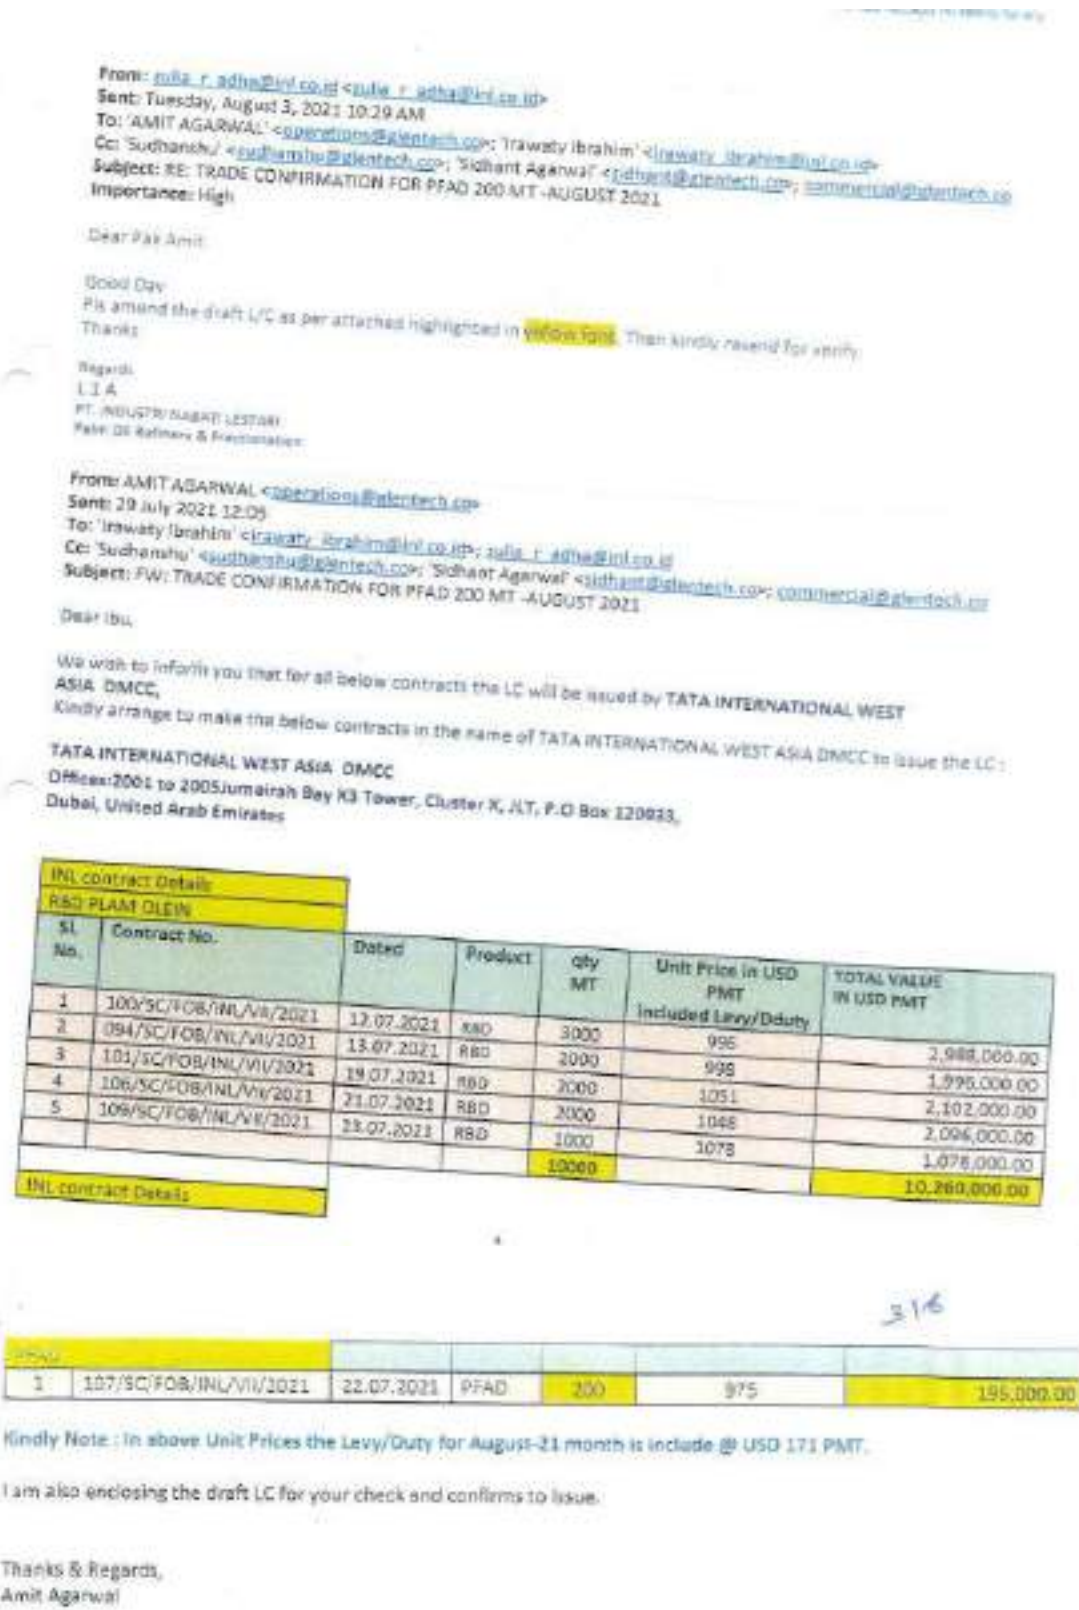 From: zulia_r_adha@inl.co.id <zulia_r_adha@inl.co.id>
Sent: Tuesday, August 3, 2021 10:29 AM
To: 'AMIT AGARWAL' <operations@glentech.co>; 'Irawaty Ibrahim' <irawaty_ibrahim@inl.co.id>
Cc: 'Sudhanshu' <sudhanshu@glentech.co>; 'Sidhant Agarwal' <sidhant@glentech.co>; commercial@glentech.co
Subject: RE: TRADE CONFIRMATION FOR PFAD 200 MT -AUGUST 2021
Importance: High
Dear Pak Amit
Good Day
Pls amend the draft L/C as per attached highlighted in yellow font. Then kindly resend for verify.
Thanks
Regards
PT. INDUSTRI NABATI LESTARI
Palm Oil Refinery & Fractionation
From: AMIT AGARWAL <operations@glentech.co>
Sent: 29 July 2021 12:05
To: 'Irawaty Ibrahim' <irawaty_ibrahim@inl.co.id>; zulia_r_adha@inl.co.id
Cc: 'Sudhanshu' <sudhanshu@glentech.co>; 'Sidhant Agarwal' <sidhant@glentech.co>; commercial@glentech.co
Subject: FW: TRADE CONFIRMATION FOR PFAD 200 MT -AUGUST 2021
Dear Ibu,
We wish to inform you that for all below contracts the LC will be issued by TATA INTERNATIONAL WEST
ASIA DMCC,
Kindly arrange to make the below contracts in the name of TATA INTERNATIONAL WEST ASIA DMCC to issue the LC :
TATA INTERNATIONAL WEST ASIA DMCC
Offices:2001 to 2005Jumeirah Bay X3 Tower, Cluster X, JLT, P.O Box 120933,
Dubai, United Arab Emirates
INL contract Details
RBD PLAM OLEIN
SL No. Contract No. Dated Product qty MT Unit Price in USD PMT included Levy/Dduty TOTAL VALUE IN USD PMT
1 100/SC/FOB/INL/VII/2021 12.07.2021 RBD 3000 996 2,988,000.00
2 094/SC/FOB/INL/VII/2021 13.07.2021 RBD 2000 998 1,996,000.00
3 101/SC/FOB/INL/VII/2021 19.07.2021 RBD 2000 1051 2,102,000.00
4 106/SC/FOB/INL/VII/2021 21.07.2021 RBD 2000 1048 2,096,000.00
5 109/SC/FOB/INL/VII/2021 23.07.2021 RBD 1000 1078 1,078,000.00
10000 10,260,000.00
INL contract Details
316
PFAD
1 107/SC/FOB/INL/VII/2021 22.07.2021 PFAD 200 975 195,000.00
Kindly Note : In above Unit Prices the Levy/Duty for August-21 month is include @ USD 171 PMT.
I am also enclosing the draft LC for your check and confirms to issue.
Thanks & Regards,
Amit Agarwal